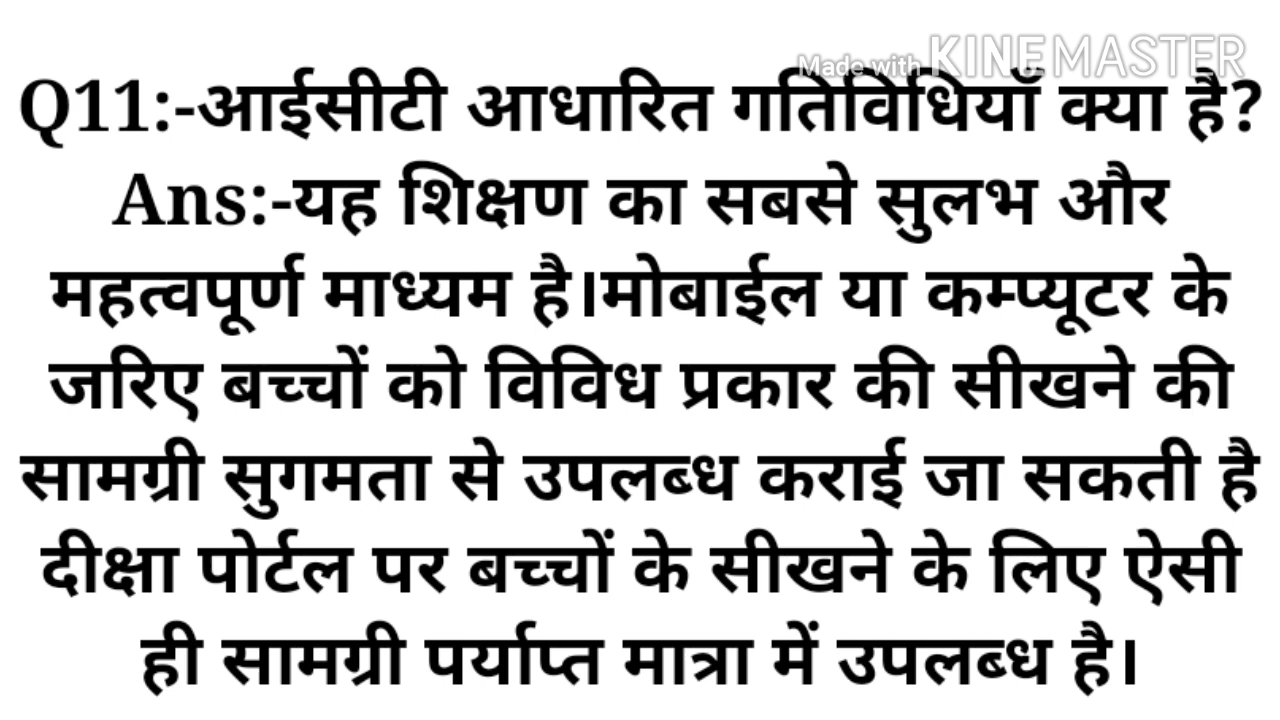 Made with KINEMASTER
Q11:-आईसीटी आधारित गतिविधियॉ क्या है?
Ans:-यह शिक्षण का सबसे सुलभ और
महत्वपूर्ण माध्यम है।मोबाईल या कम्प्यूटर के
जरिए बच्चों को विविध प्रकार की सीखने की
सामग्री सुगमता से उपलब्ध कराई जा सकती है
दीक्षा पोर्टल पर बच्चों के सीखने के लिए ऐसी
ही सामग्री पर्याप्त मात्रा में उपलब्ध है।